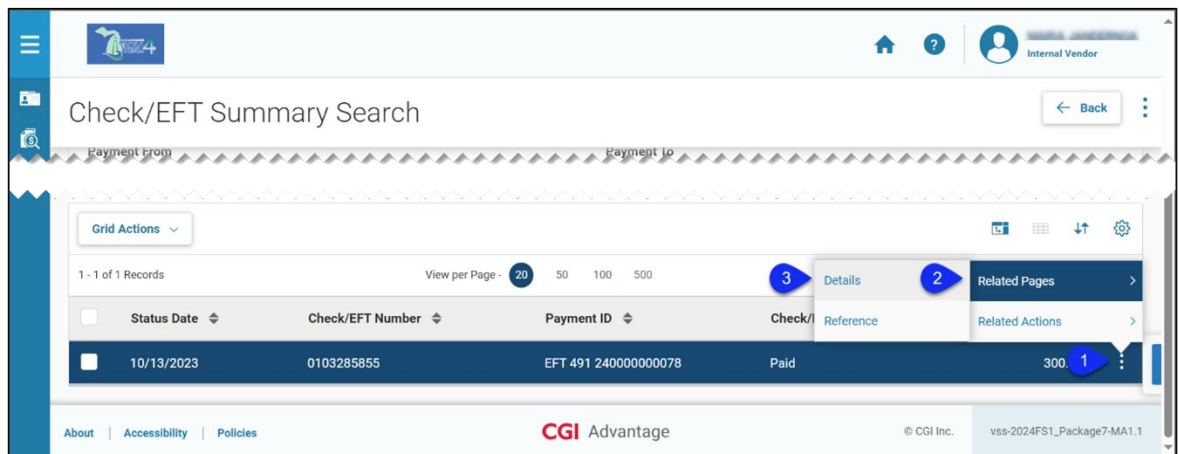 4
?
Internal Vendor
Check/EFT Summary Search
← Back
Payment From Payment To
Grid Actions
1 - 1 of 1 Records View per Page - 20 50 100 500
3 Details 2 Related Pages
Reference Related Actions
Status Date Check/EFT Number Payment ID Check/
10/13/2023 0103285855 EFT 491 240000000078 Paid 300. 1
About | Accessibility | Policies CGI Advantage © CGI Inc. vss-2024FS1_Package7-MA1.1